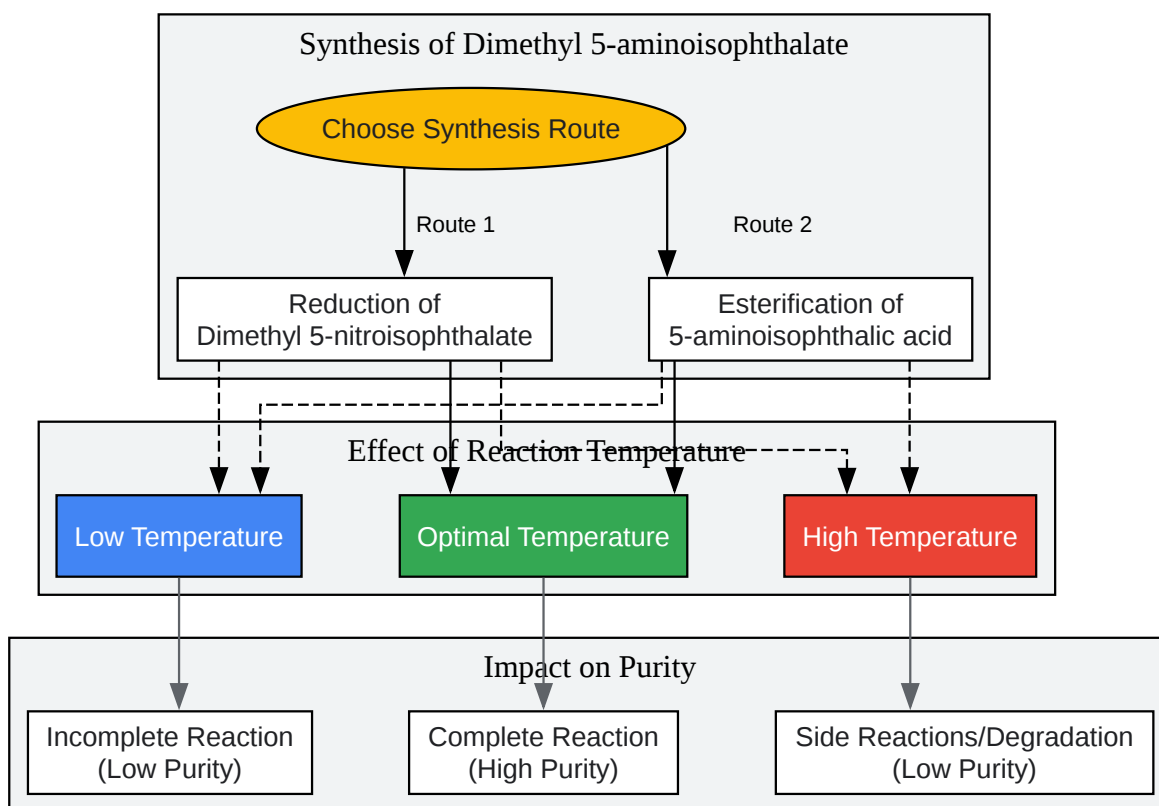 Synthesis of Dimethyl 5-aminoisophthalate
Choose Synthesis Route
Route 1
Route 2
Reduction of
Dimethyl 5-nitroisophthalate
Esterification of
5-aminoisophthalic acid
Effect of Reaction Temperature
Low Temperature
Optimal Temperature
High Temperature
Impact on Purity
Incomplete Reaction
(Low Purity)
Complete Reaction
(High Purity)
Side Reactions/Degradation
(Low Purity)